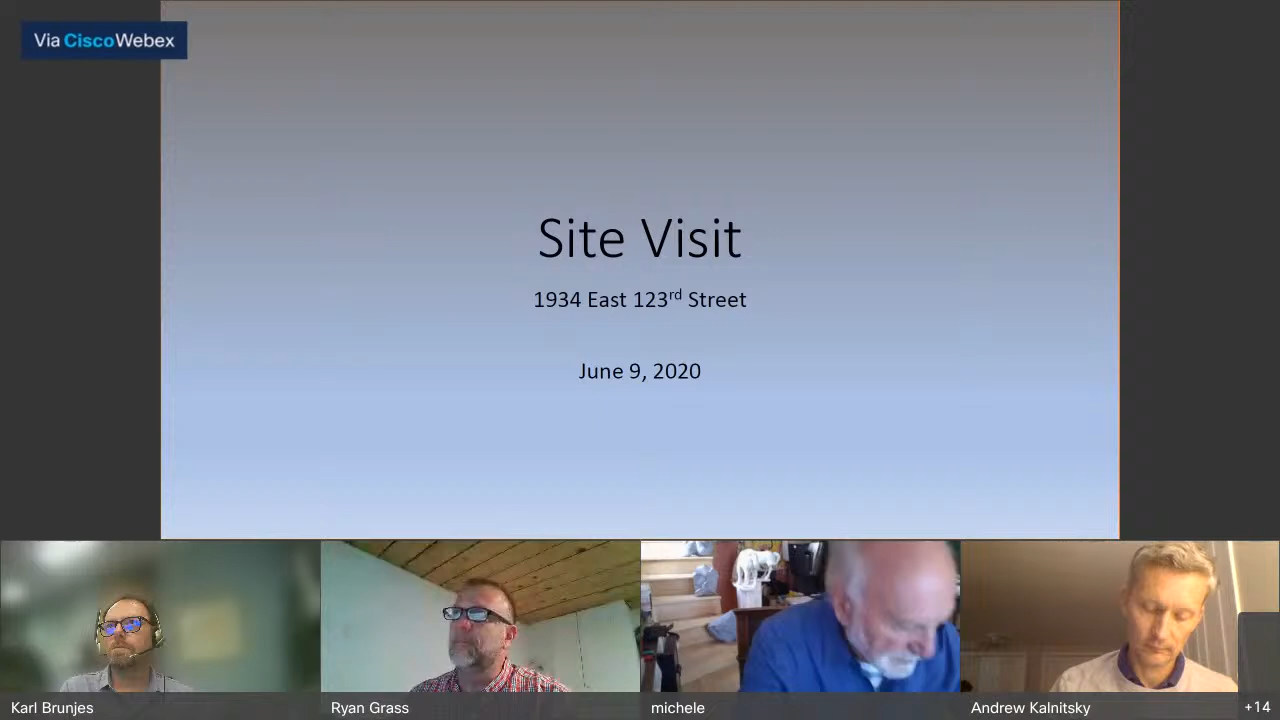 Via CiscoWebex
Site Visit
1934 East 123rd Street
June 9, 2020
Karl Brunjes
Ryan Grass
michele
Andrew Kalnitsky
+14